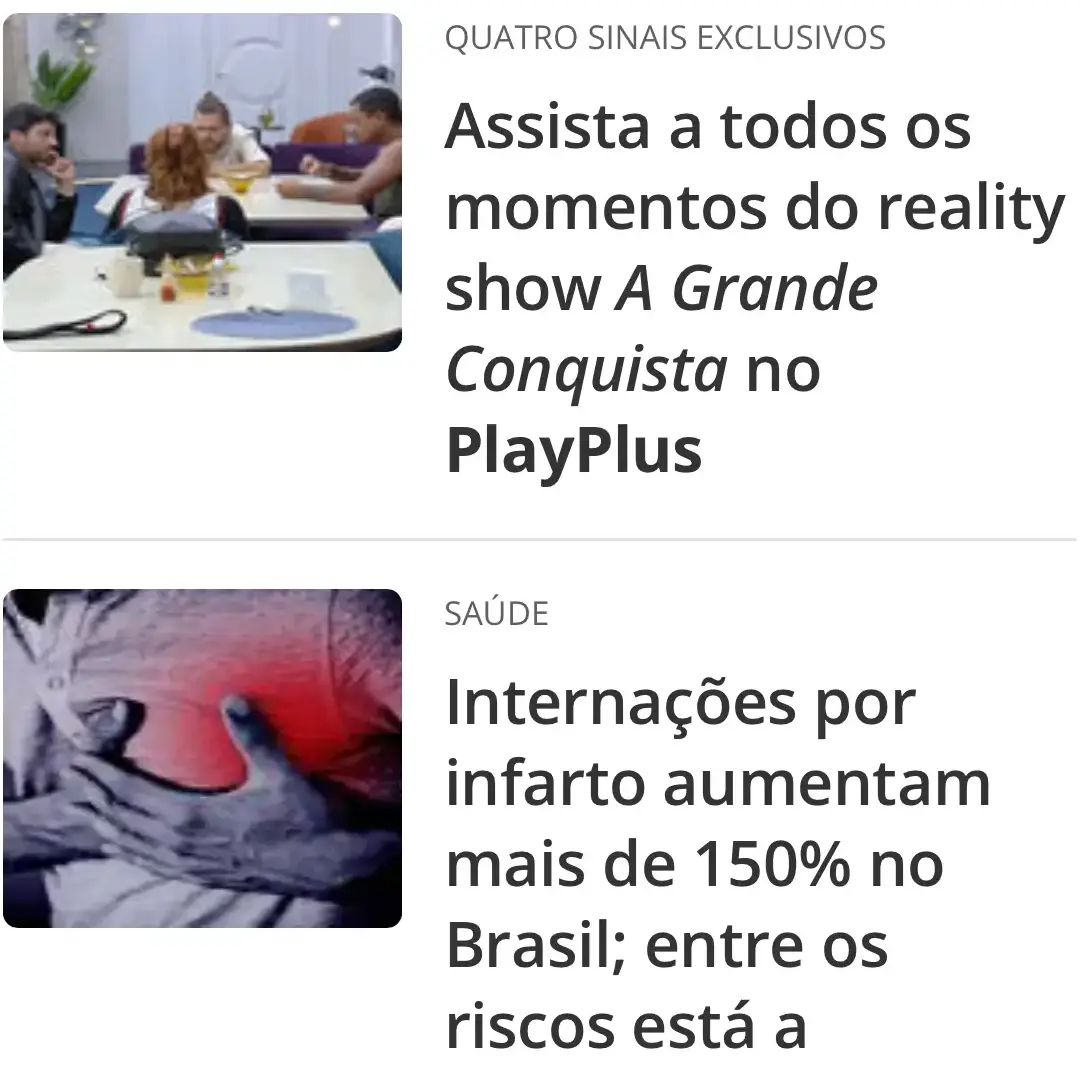 QUATRO SINAIS EXCLUSIVOS
Assista a todos os
momentos do reality
show A Grande
Conquista no
PlayPlus
SAÚDE
Internações por
infarto aumentam
mais de 150% no
Brasil; entre os
riscos está a